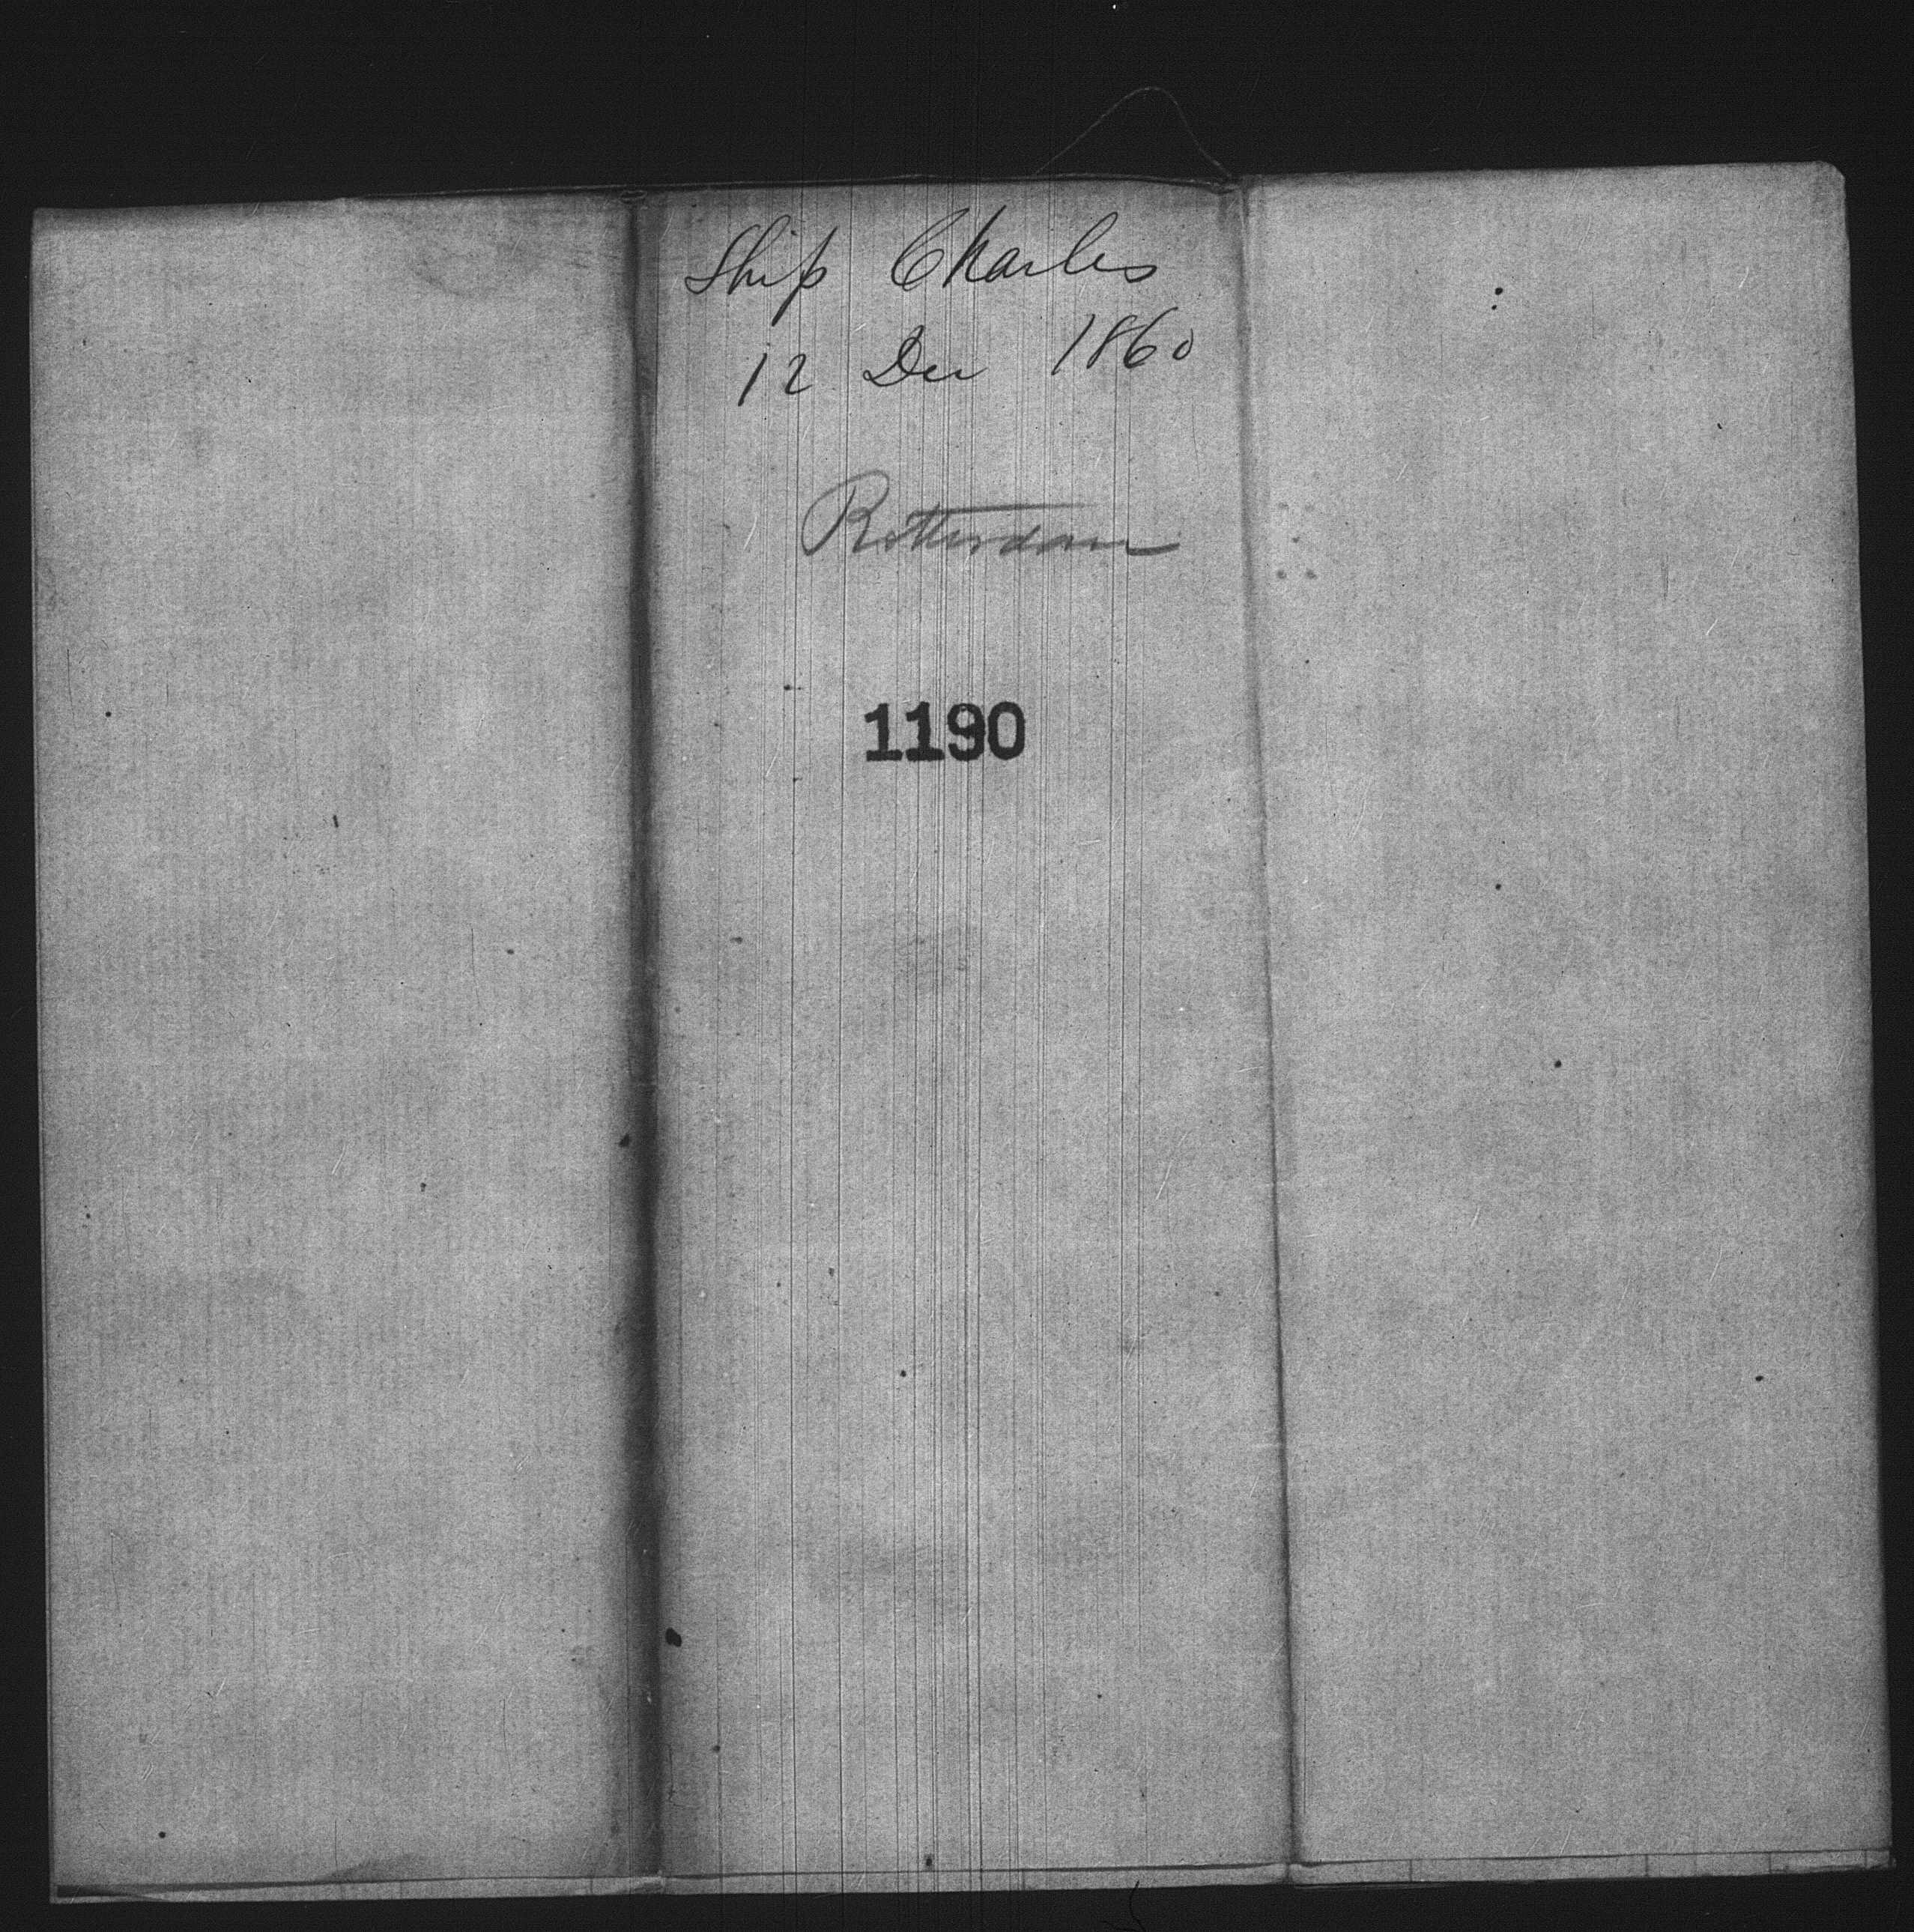 Ship Charles
12 Dec 1860
Rotterdam
1190